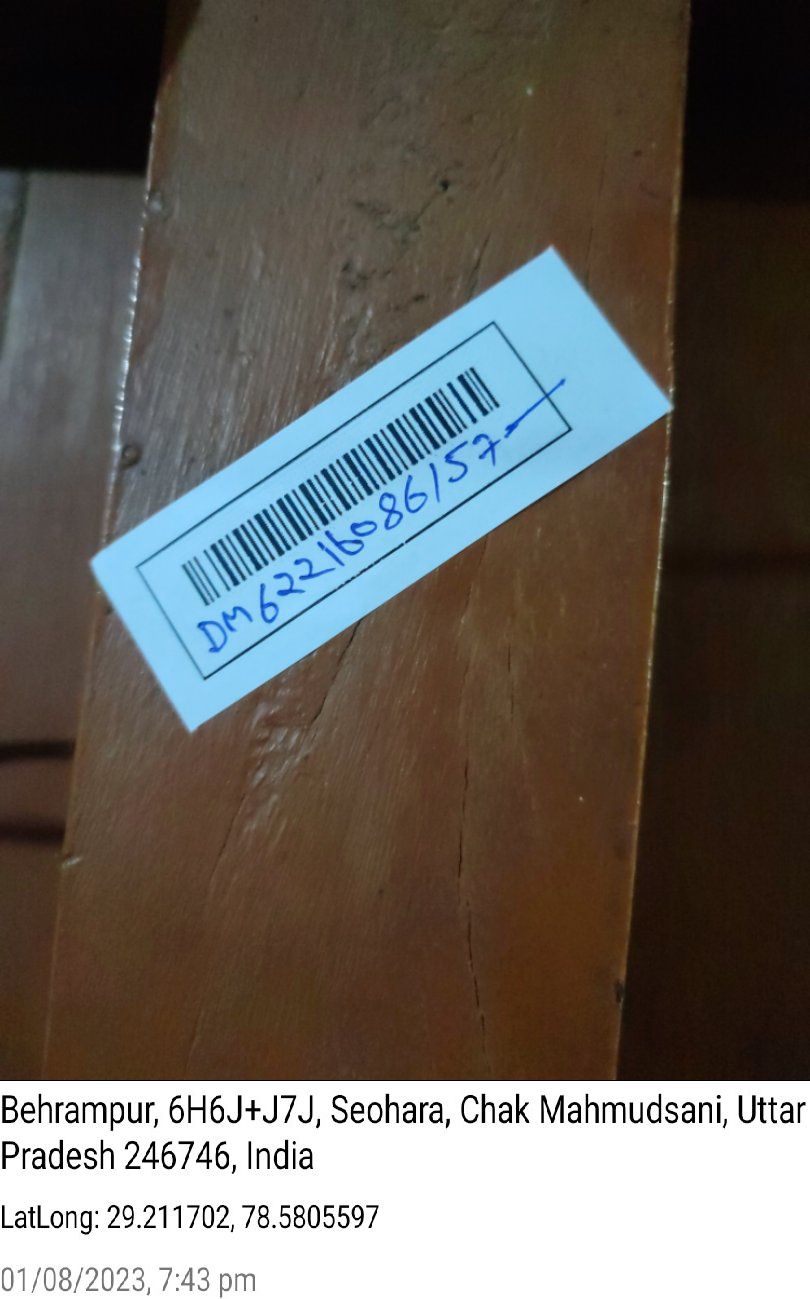 DM62216086157
Behrampur, 6H6J+J7J, Seohara, Chak Mahmudsani, Uttar
Pradesh 246746, India
LatLong: 29.211702, 78.5805597
01/08/2023, 7:43 pm